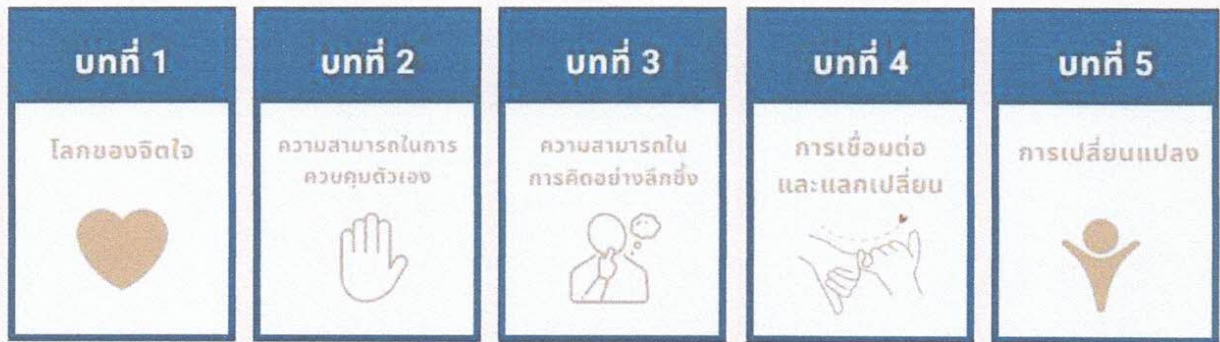 บทที่ 1
โลกของจิตใจ
บทที่ 2
ความสามารถในการ
ควบคุมตัวเอง
บทที่ 3
ความสามารถใน
การคิดอย่างลึกซึ้ง
บทที่ 4
การเชื่อมต่อ
และแลกเปลี่ยน
บทที่ 5
การเปลี่ยนแปลง